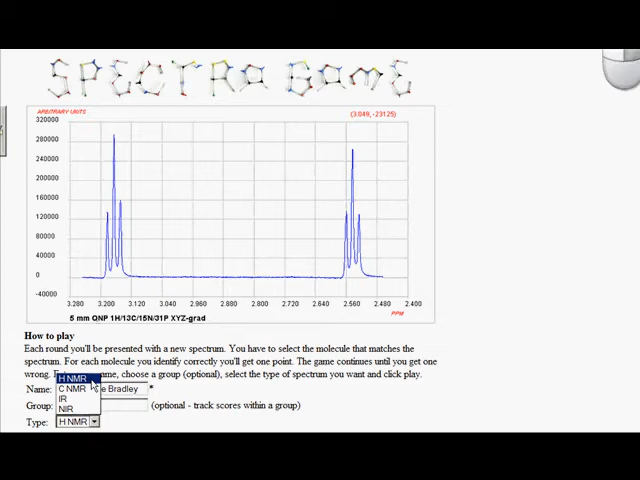 SPECTRAL GAME
ARBITRARY UNITS
(3.049, -23125)
320000
280000
240000
200000
160000
120000
80000
40000
0
-40000
3.280 3.200 3.120 3.040 2.960 2.880 2.800 2.720 2.640 2.560 2.480 2.400
PPM
5 mm QNP 1H/13C/15N/31P XYZ-grad
How to play
Each round you'll be presented with a new spectrum. You have to select the molecule that matches the
spectrum. For each molecule you identify correctly you'll get one point. The game continues until you get one
wrong. name, choose a group (optional), select the type of spectrum you want and click play.
H NMR
Name: C NMR Bradley *
IR
Group: (optional - track scores within a group)
NIR
Type: H NMR